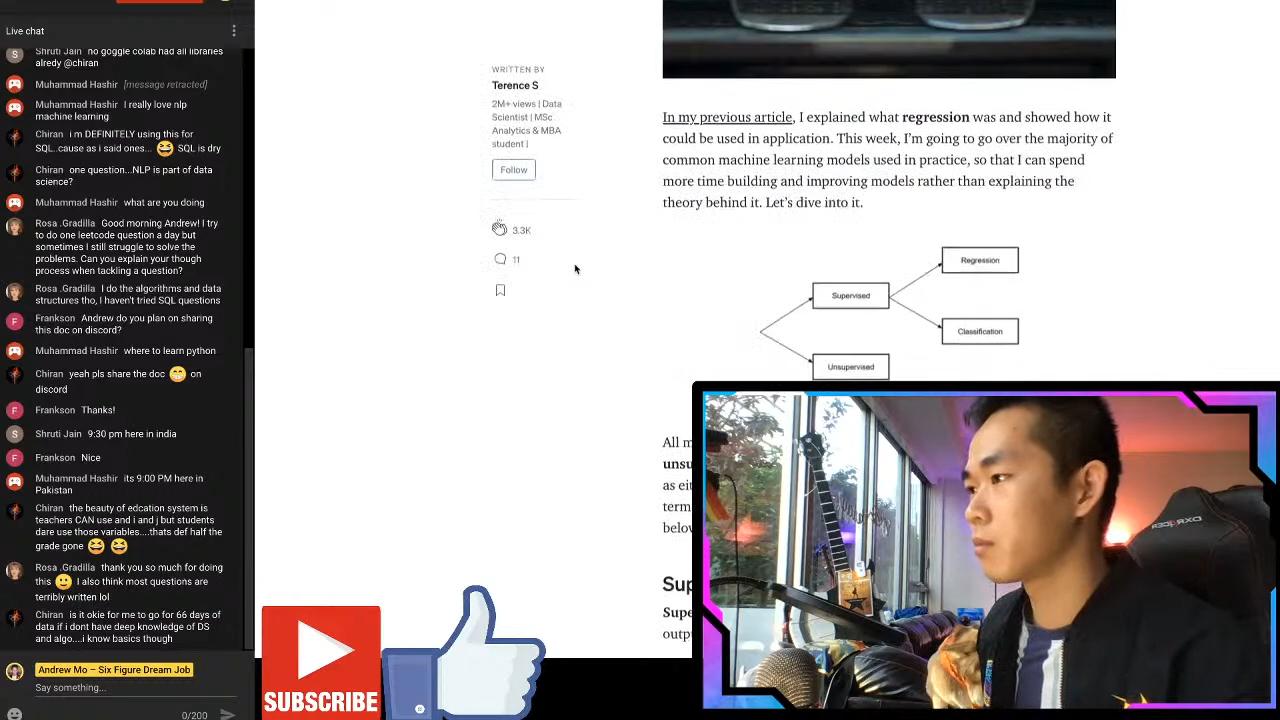 Live chat
Shruti Jain no goggle colab had all libraries
alredy @chiran
Muhammad Hashir [message retracted]
Muhammad Hashir I really love nlp
machine learning
Chiran i m DEFINITELY using this for
SQL..cause as i said ones... 😆 SQL is dry
Chiran one question...NLP is part of data
science?
Muhammad Hashir what are you doing
Rosa .Gradilla Good morning Andrew! I try
to do one leetcode question a day but
sometimes I still struggle to solve the
problems. Can you explain your though
process when tackling a question?
Rosa .Gradilla I do the algorithms and data
structures tho, I haven't tried SQL questions
Frankson Andrew do you plan on sharing
this doc on discord?
Muhammad Hashir where to learn python
Chiran yeah pls share the doc 😁 on
discord
Frankson Thanks!
Shruti Jain 9:30 pm here in india
Frankson Nice
Muhammad Hashir its 9:00 PM here in
Pakistan
Chiran the beauty of edcation system is
teachers CAN use and i and j but students
dare use those variables....thats def half the
grade gone 😆 😆
Rosa .Gradilla thank you so much for doing
this 🙂 I also think most questions are
terribly written lol
Chiran is it okie for me to go for 66 days of
data if i dont have deep knowledge of DS
and algo....i know basics though
Andrew Mo – Six Figure Dream Job
Say something...
0/200
SUBSCRIBE
WRITTEN BY
Terence S
2M+ views | Data
Scientist | MSc
Analytics & MBA
student |
Follow
3.3K
11
In my previous article, I explained what regression was and showed how it
could be used in application. This week, I'm going to go over the majority of
common machine learning models used in practice, so that I can spend
more time building and improving models rather than explaining the
theory behind it. Let's dive into it.
Regression
Supervised
Classification
Unsupervised
All m
unsu
as eit
term
below
Sup
Supe
outpu
DXRACER